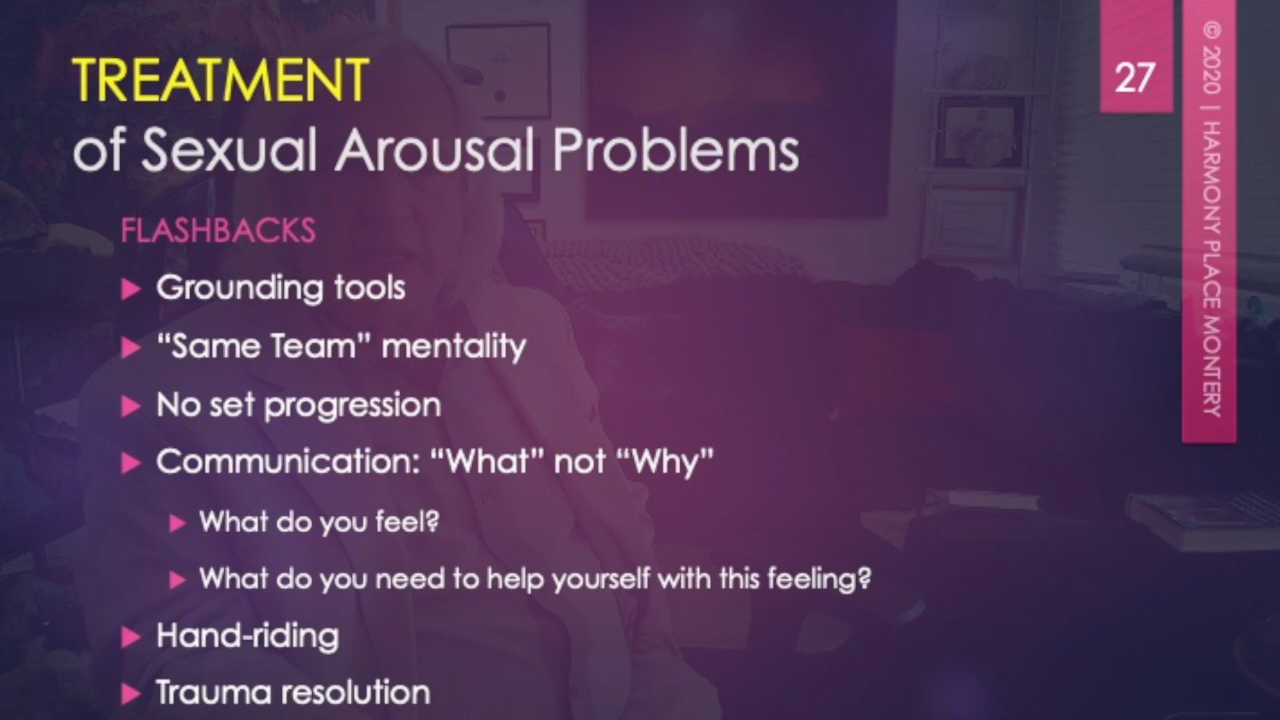 TREATMENT
of Sexual Arousal Problems
FLASHBACKS
Grounding tools
“Same Team” mentality
No set progression
Communication: “What” not “Why”
What do you feel?
What do you need to help yourself with this feeling?
Hand-riding
Trauma resolution
27
© 2020 | HARMONY PLACE MONTERY